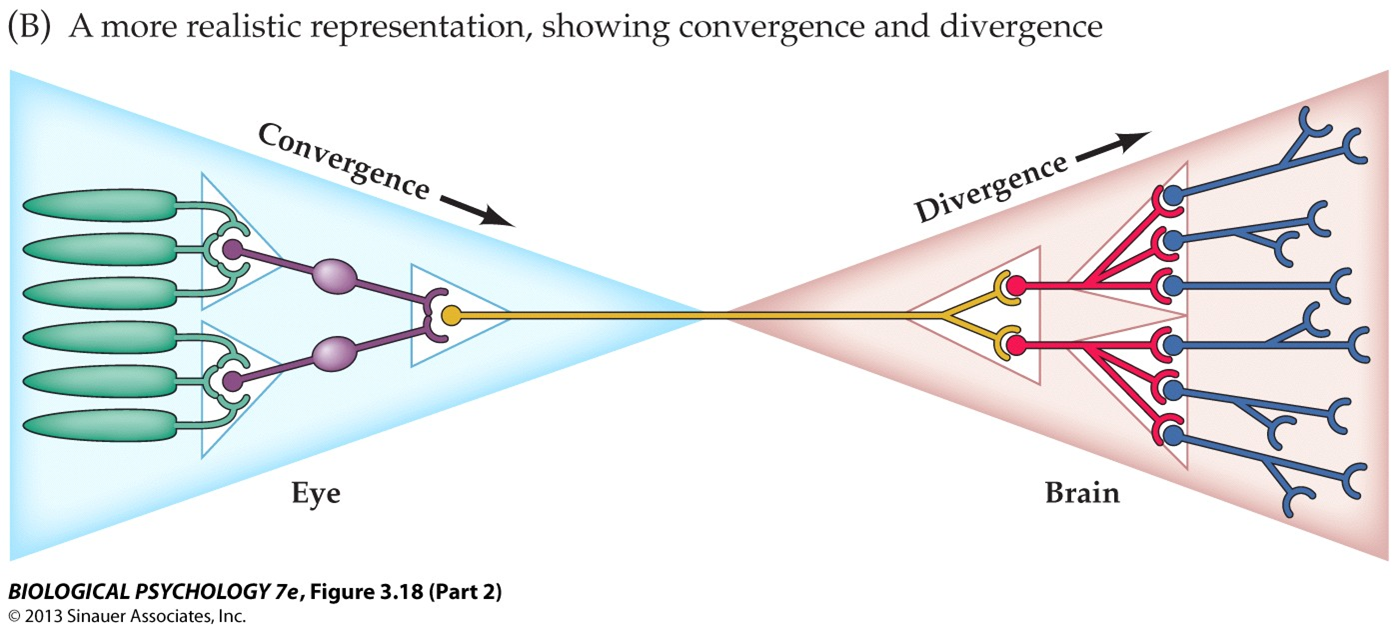 (B) A more realistic representation, showing convergence and divergence
Convergence
Divergence
Eye
Brain
BIOLOGICAL PSYCHOLOGY 7e, Figure 3.18 (Part 2)
© 2013 Sinauer Associates, Inc.